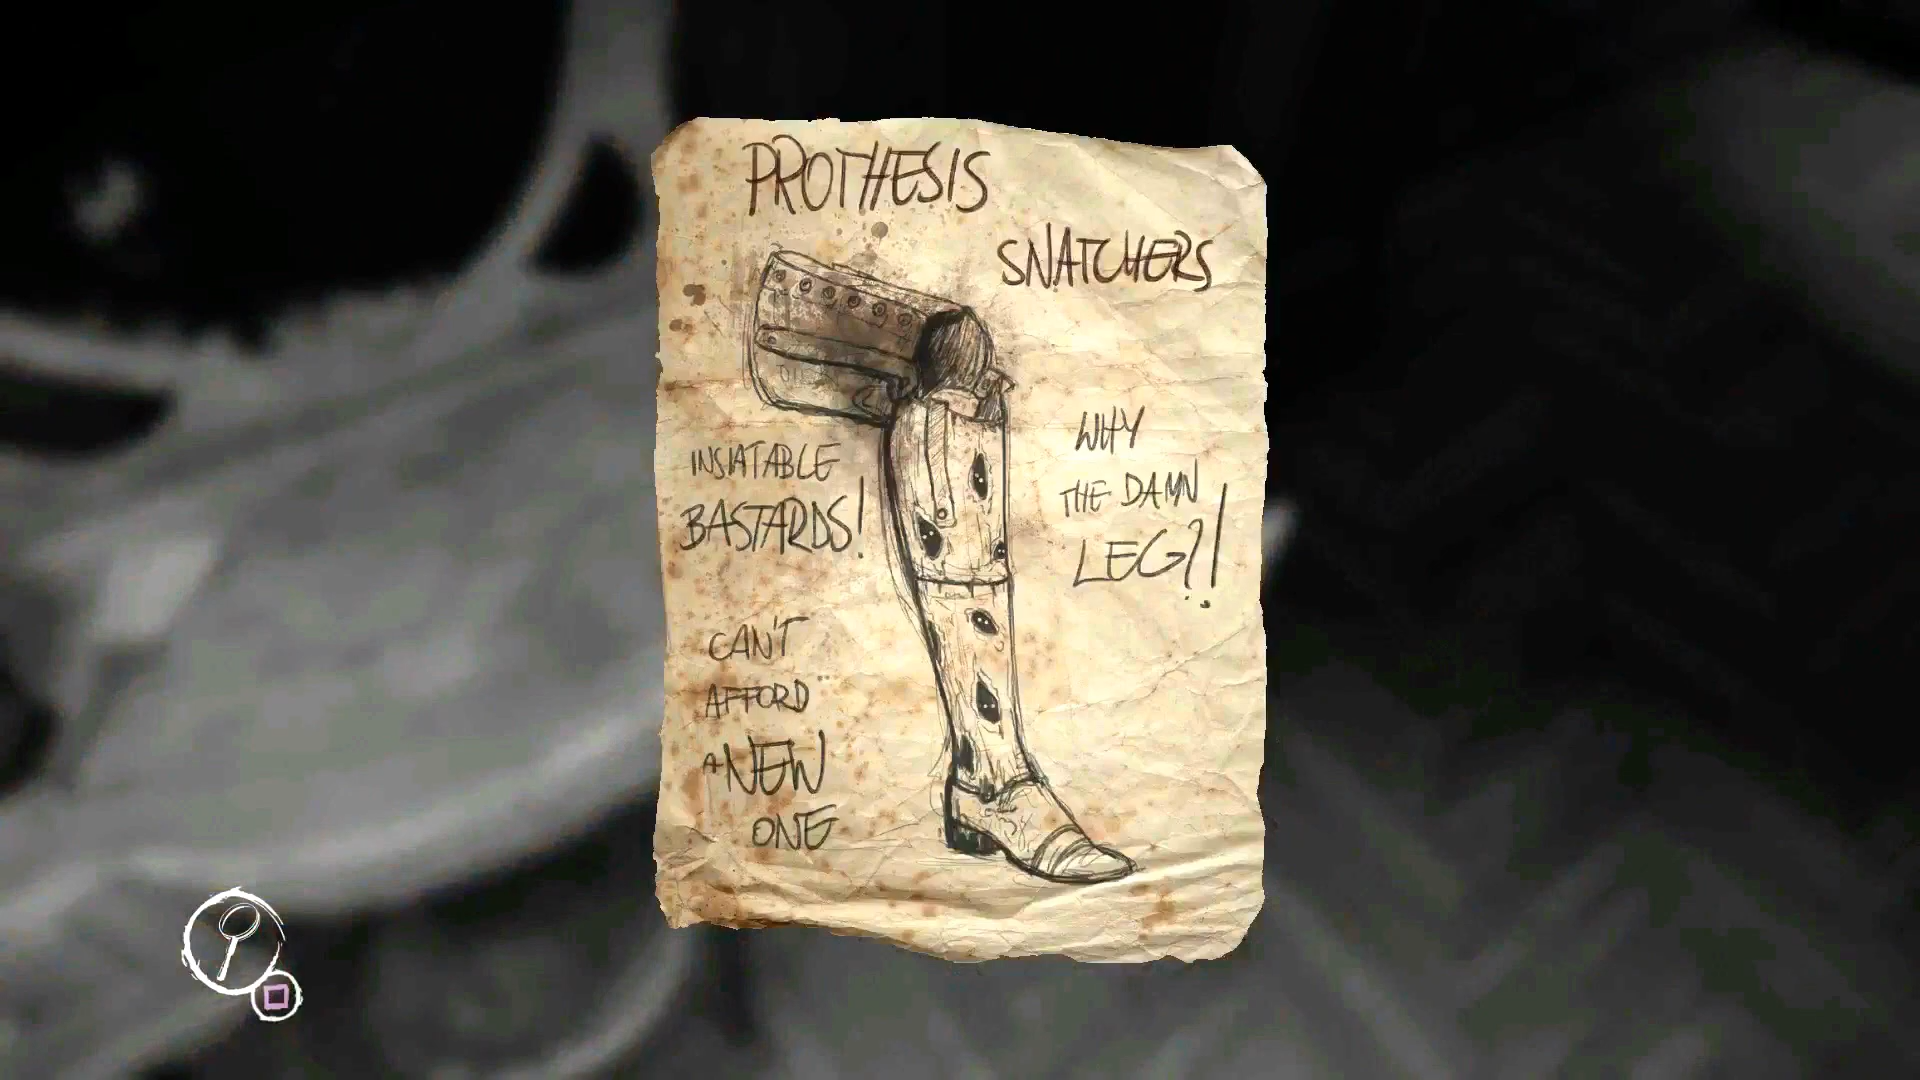 PROTHESIS
SNATCHERS
INSIATABLE
BASTARDS!
WHY
THE DAMN
LEG?!
CAN'T
AFFORD
A NEW
ONE